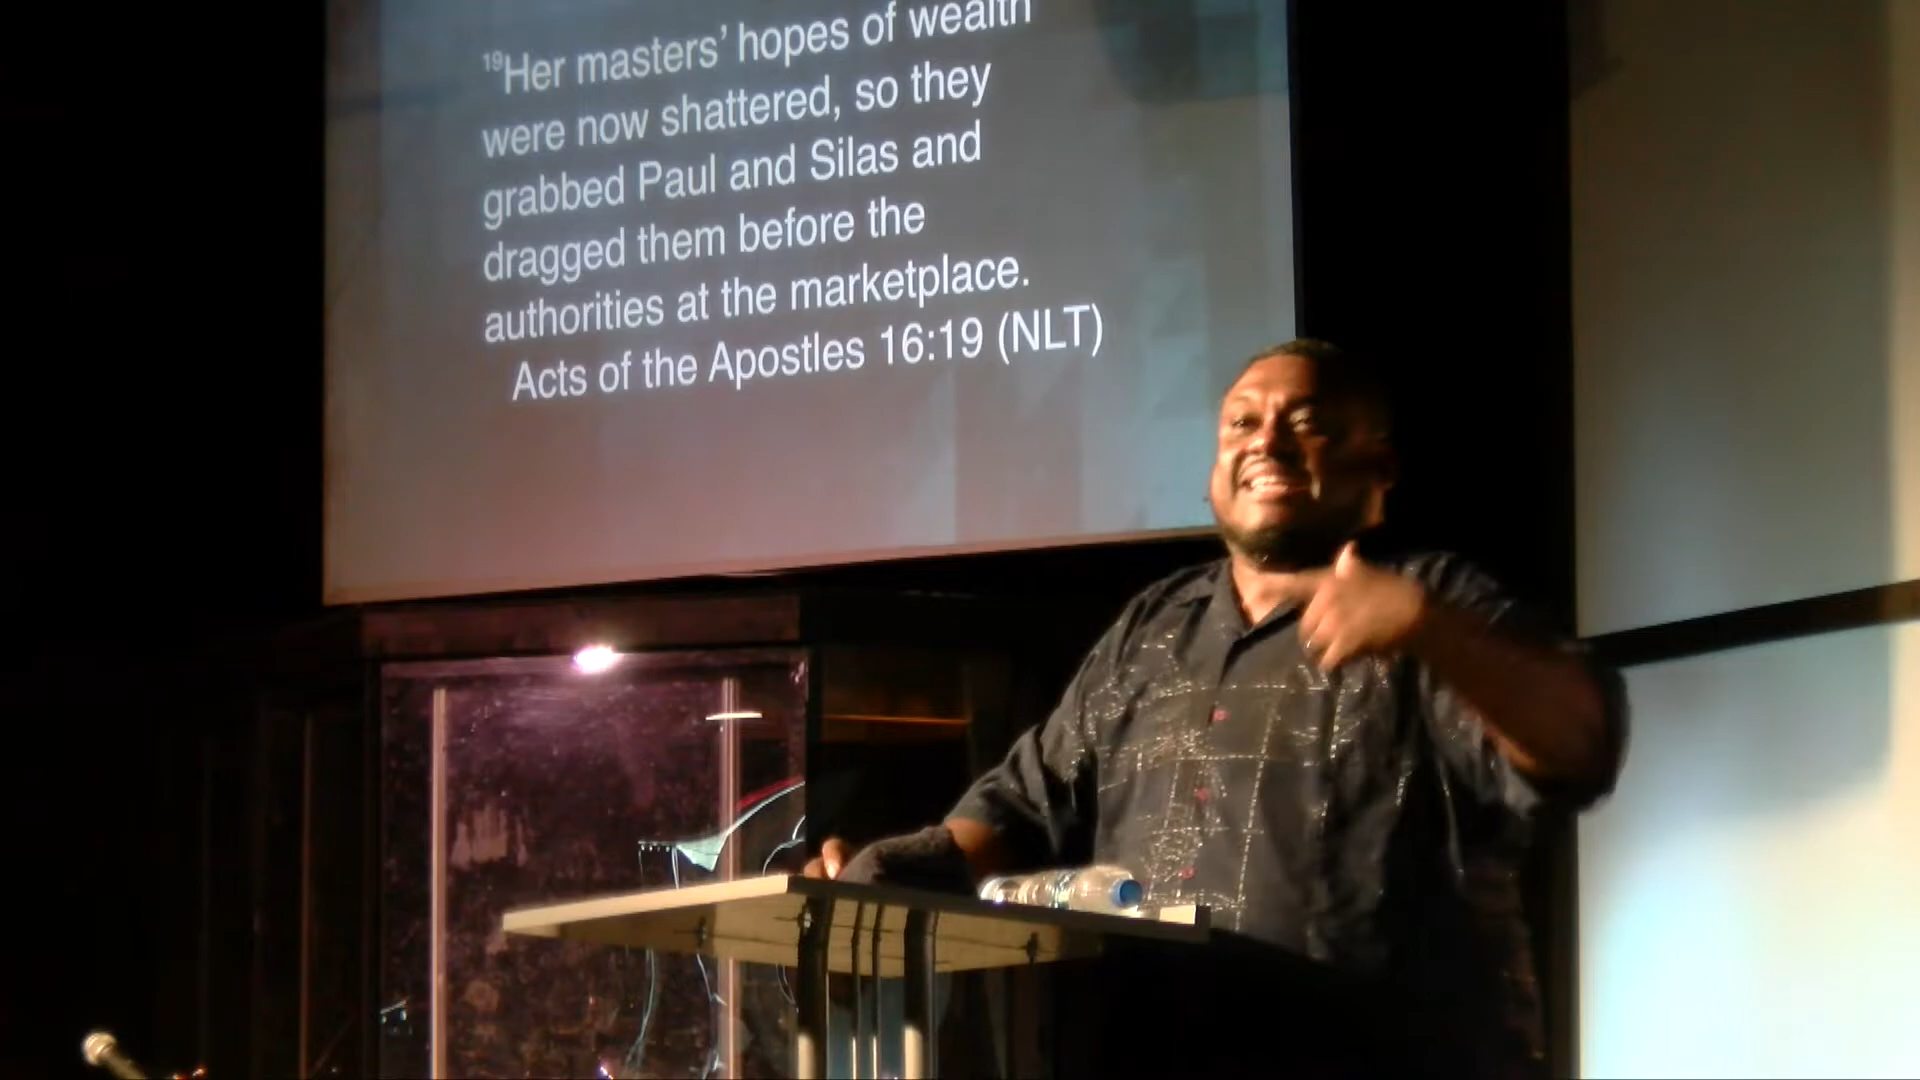 ¹⁹Her masters’ hopes of wealth
were now shattered, so they
grabbed Paul and Silas and
dragged them before the
authorities at the marketplace.
Acts of the Apostles 16:19 (NLT)